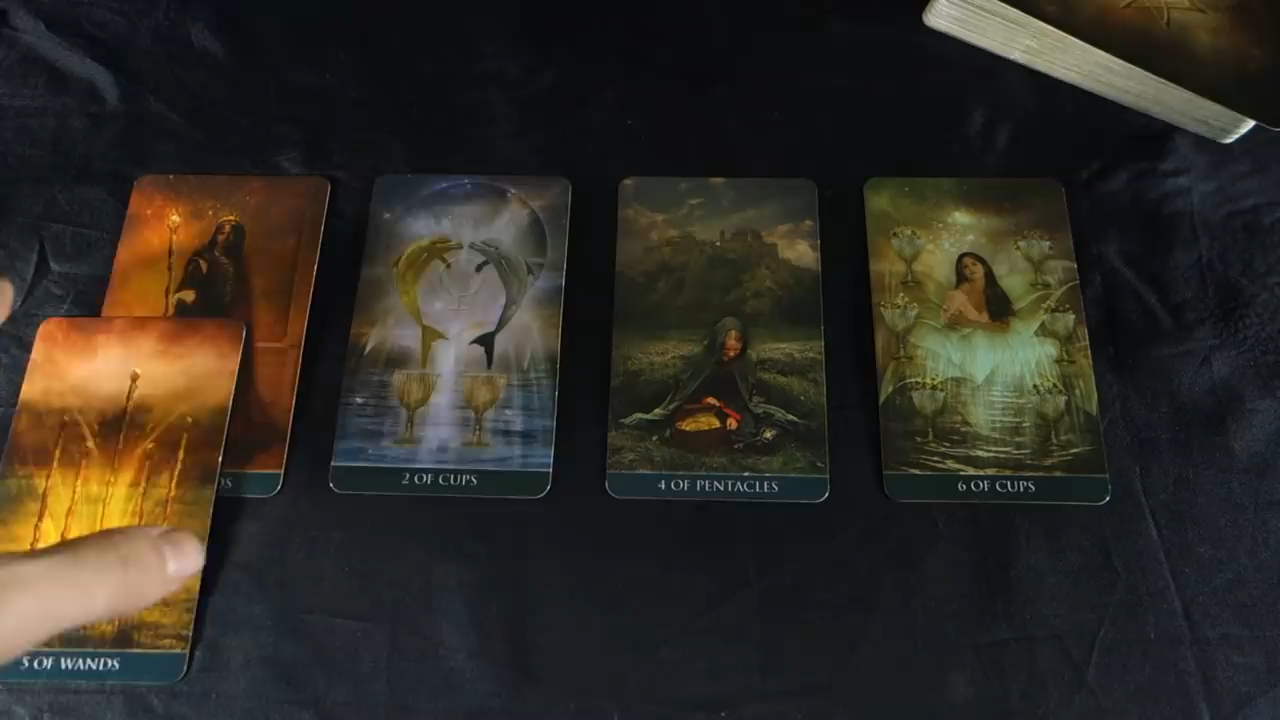 2 OF CUPS
4 OF PENTACLES
6 OF CUPS
5 OF WANDS